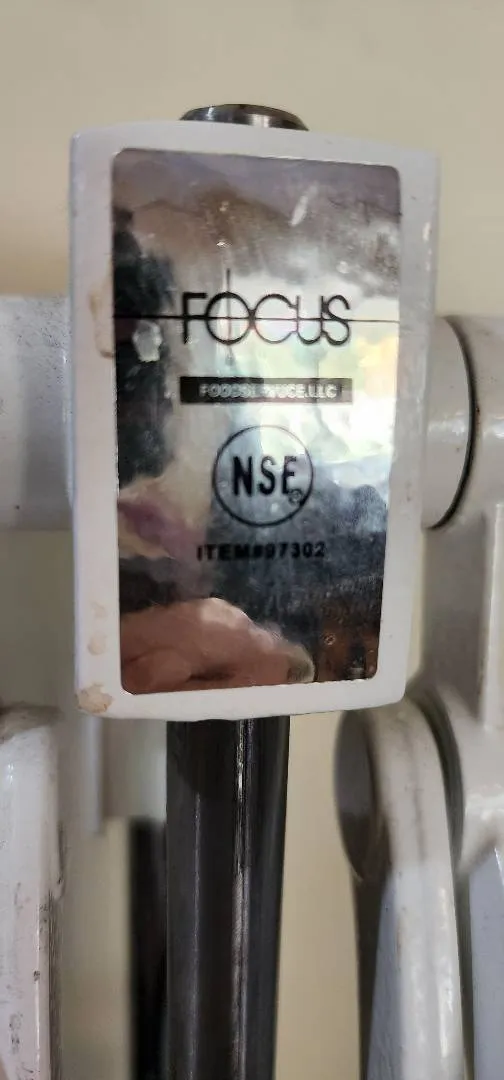 FOCUS
FOODSERVICE, LLC
NSF®
ITEM#97302